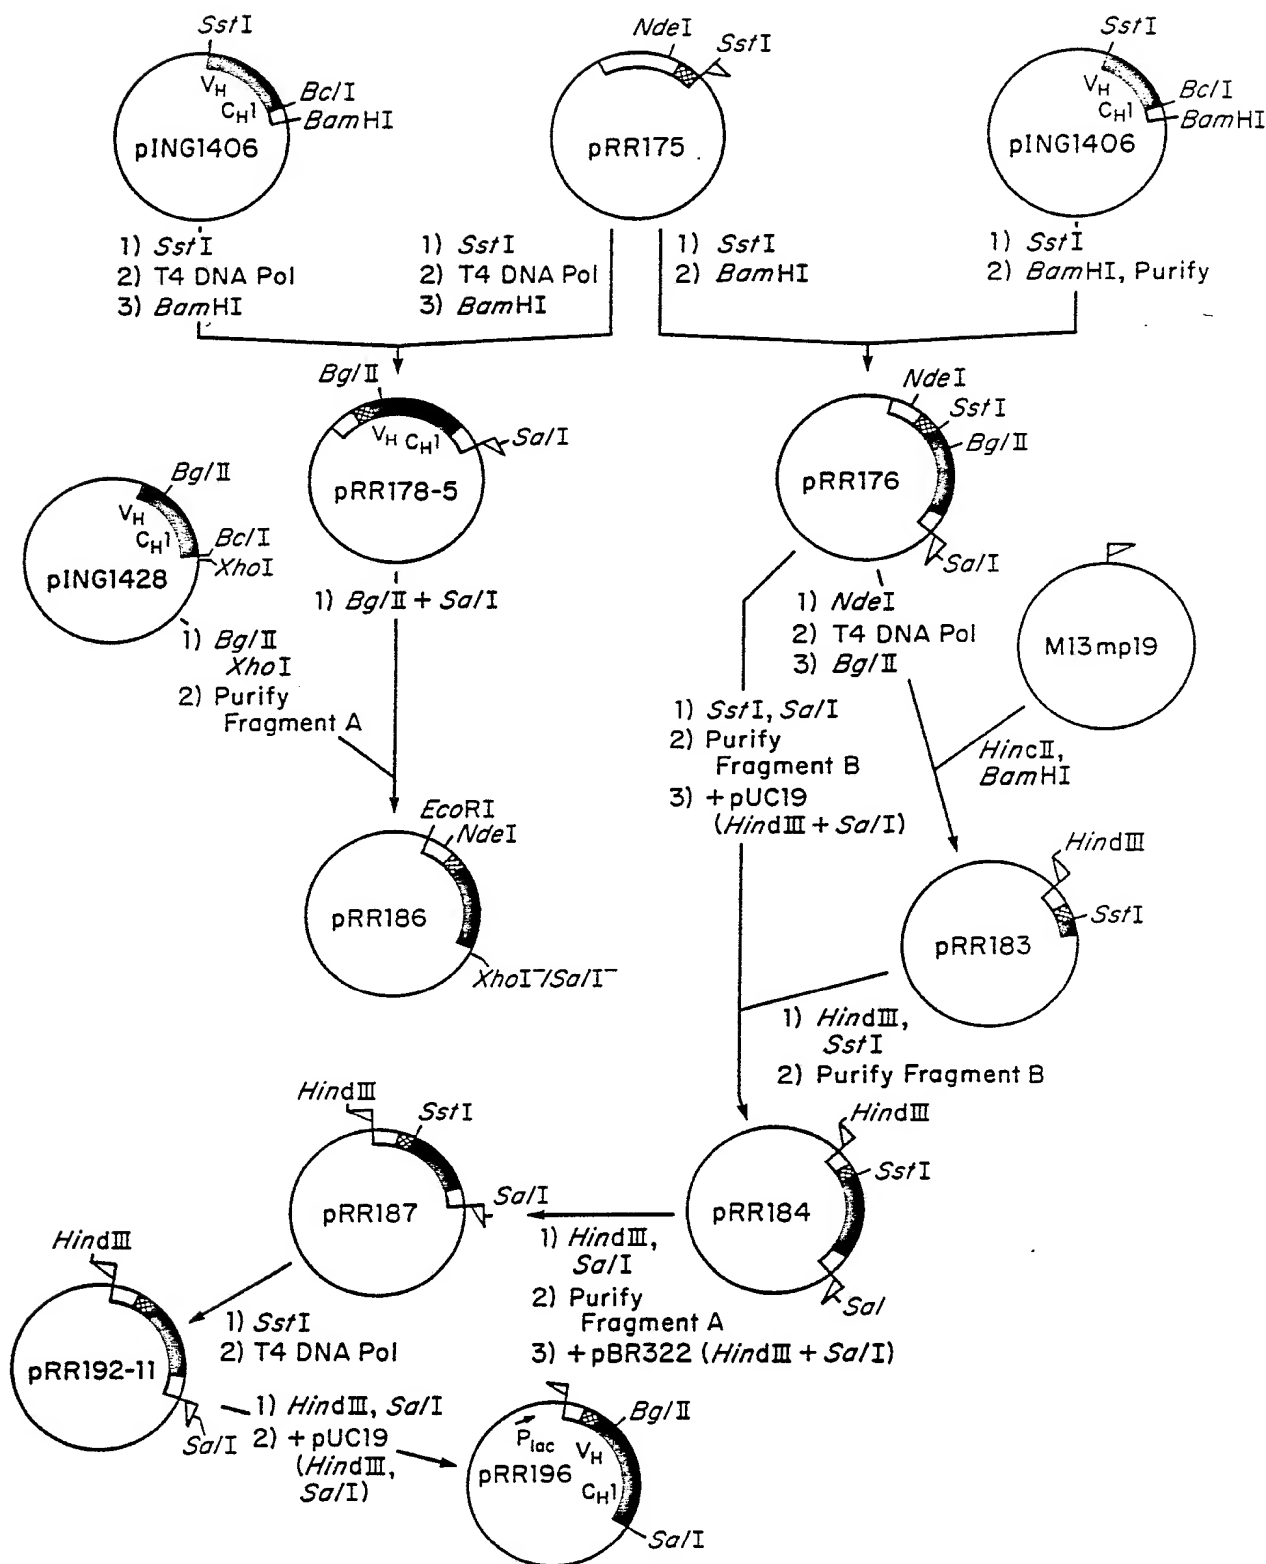 SstI
VH
CH1
BclI
BamHI
pING1406
NdeI
SstI
pRR175
SstI
VH
CH1
BclI
BamHI
pING1406
1) SstI
2) T4 DNA Pol
3) BamHI
1) SstI
2) T4 DNA Pol
3) BamHI
1) SstI
2) BamHI
1) SstI
2) BamHI, Purify
BglII
VH CH1
SalI
pRR178-5
NdeI
SstI
BglII
pRR176
SalI
BglII
VH
CH1
BclI
XhoI
pING1428
1) BglII
XhoI
2) Purify
Fragment A
1) BglII + SalI
1) NdeI
2) T4 DNA Pol
3) BglII
M13mp19
HincII,
BamHI
1) SstI, SalI
2) Purify
Fragment B
3) +pUC19
(HindIII + SalI)
EcoRI
NdeI
pRR186
XhoI⁻/SalI⁻
HindIII
SstI
pRR183
1) HindIII,
SstI
2) Purify Fragment B
HindIII
SstI
pRR187
SalI
HindIII
SstI
pRR184
Sal
1) HindIII,
SalI
2) Purify
Fragment A
3) +pBR322 (HindIII + SalI)
HindIII
pRR192-11
SalI
1) SstI
2) T4 DNA Pol
1) HindIII, SalI
2) +pUC19
(HindIII,
SalI)
BglII
Plac
VH
pRR196
CH1
SalI